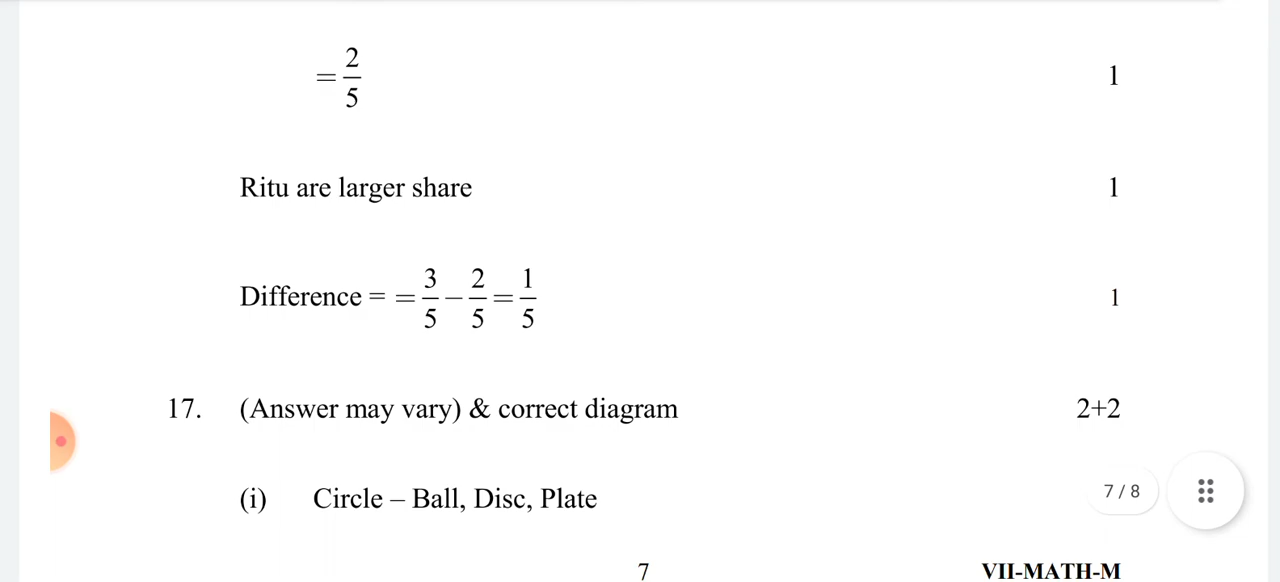 = 2/5 1
Ritu are larger share 1
Difference = = 3/5 − 2/5 = 1/5 1
17. (Answer may vary) & correct diagram 2+2
(i) Circle – Ball, Disc, Plate
7 / 8
7 VII-MATH-M